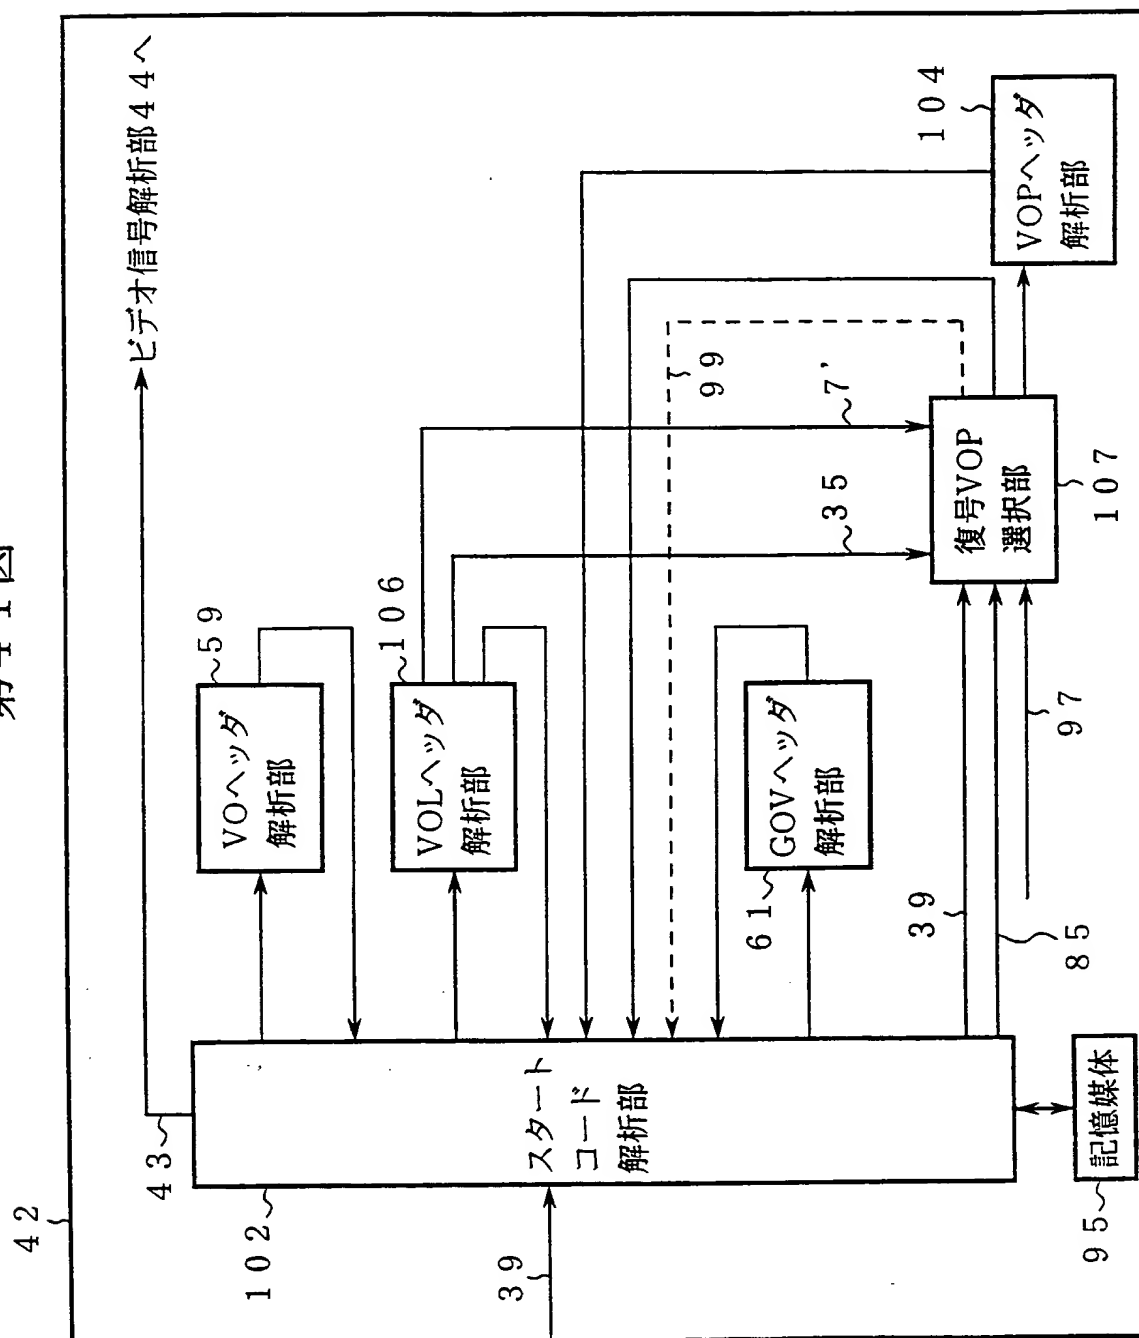 第41図
42
43
ビデオ信号解析部44へ
102
39
スタート
コード
解析部
59
VOヘッダ
解析部
106
VOLヘッダ
解析部
61
GOVヘッダ
解析部
35
7'
99
104
VOPヘッダ
解析部
復号VOP
選択部
107
39
85
97
95
記憶媒体